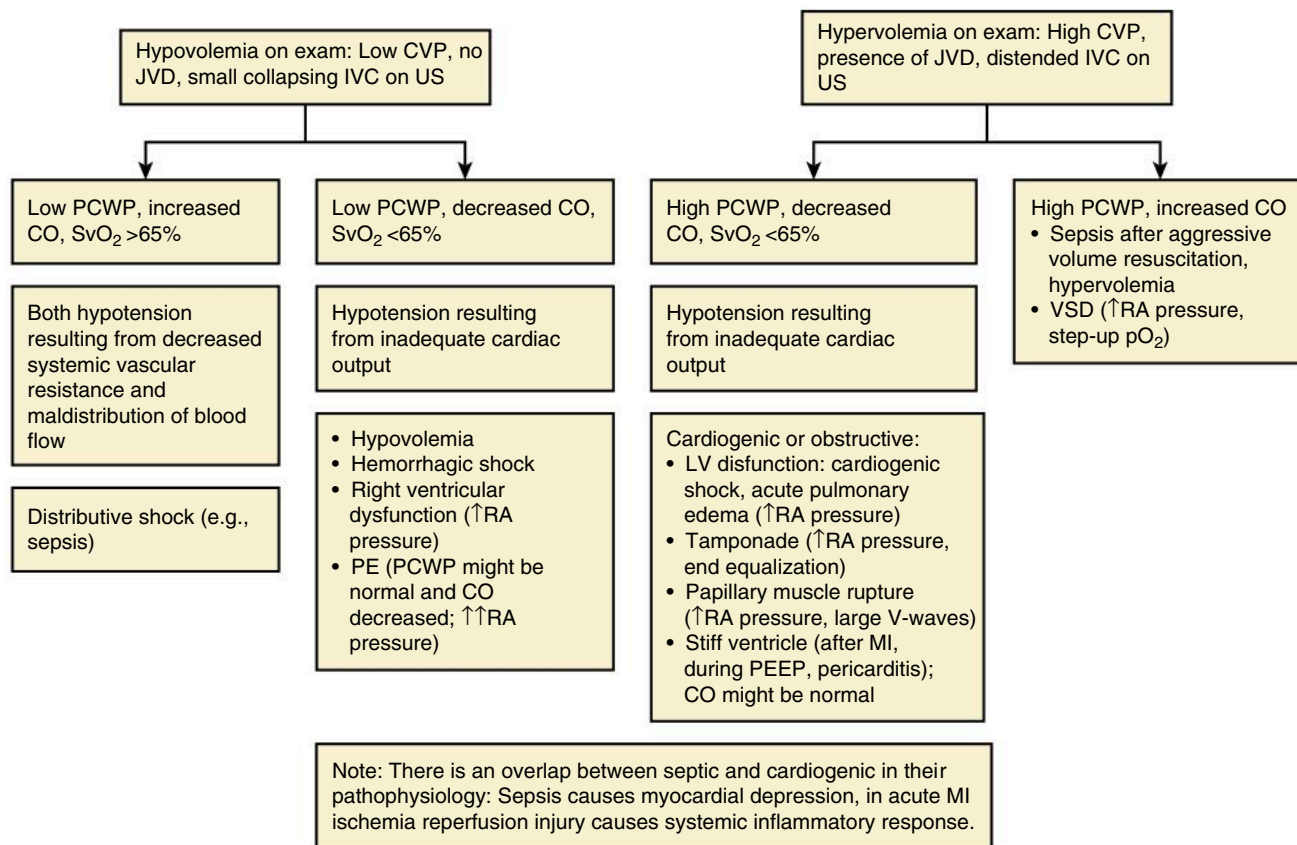 Hypovolemia on exam: Low CVP, no
JVD, small collapsing IVC on US
Hypervolemia on exam: High CVP,
presence of JVD, distended IVC on
US
Low PCWP, increased
CO, SvO2 >65%
Low PCWP, decreased CO,
SvO2 <65%
High PCWP, decreased
CO, SvO2 <65%
High PCWP, increased CO
• Sepsis after aggressive
volume resuscitation,
hypervolemia
• VSD (↑RA pressure,
step-up pO2)
Both hypotension
resulting from decreased
systemic vascular
resistance and
maldistribution of blood
flow
Hypotension resulting
from inadequate cardiac
output
Hypotension resulting
from inadequate cardiac
output
Distributive shock (e.g.,
sepsis)
• Hypovolemia
• Hemorrhagic shock
• Right ventricular
dysfunction (↑RA
pressure)
• PE (PCWP might be
normal and CO
decreased; ↑↑RA
pressure)
Cardiogenic or obstructive:
• LV disfunction: cardiogenic
shock, acute pulmonary
edema (↑RA pressure)
• Tamponade (↑RA pressure,
end equalization)
• Papillary muscle rupture
(↑RA pressure, large V-waves)
• Stiff ventricle (after MI,
during PEEP, pericarditis);
CO might be normal
Note: There is an overlap between septic and cardiogenic in their
pathophysiology: Sepsis causes myocardial depression, in acute MI
ischemia reperfusion injury causes systemic inflammatory response.